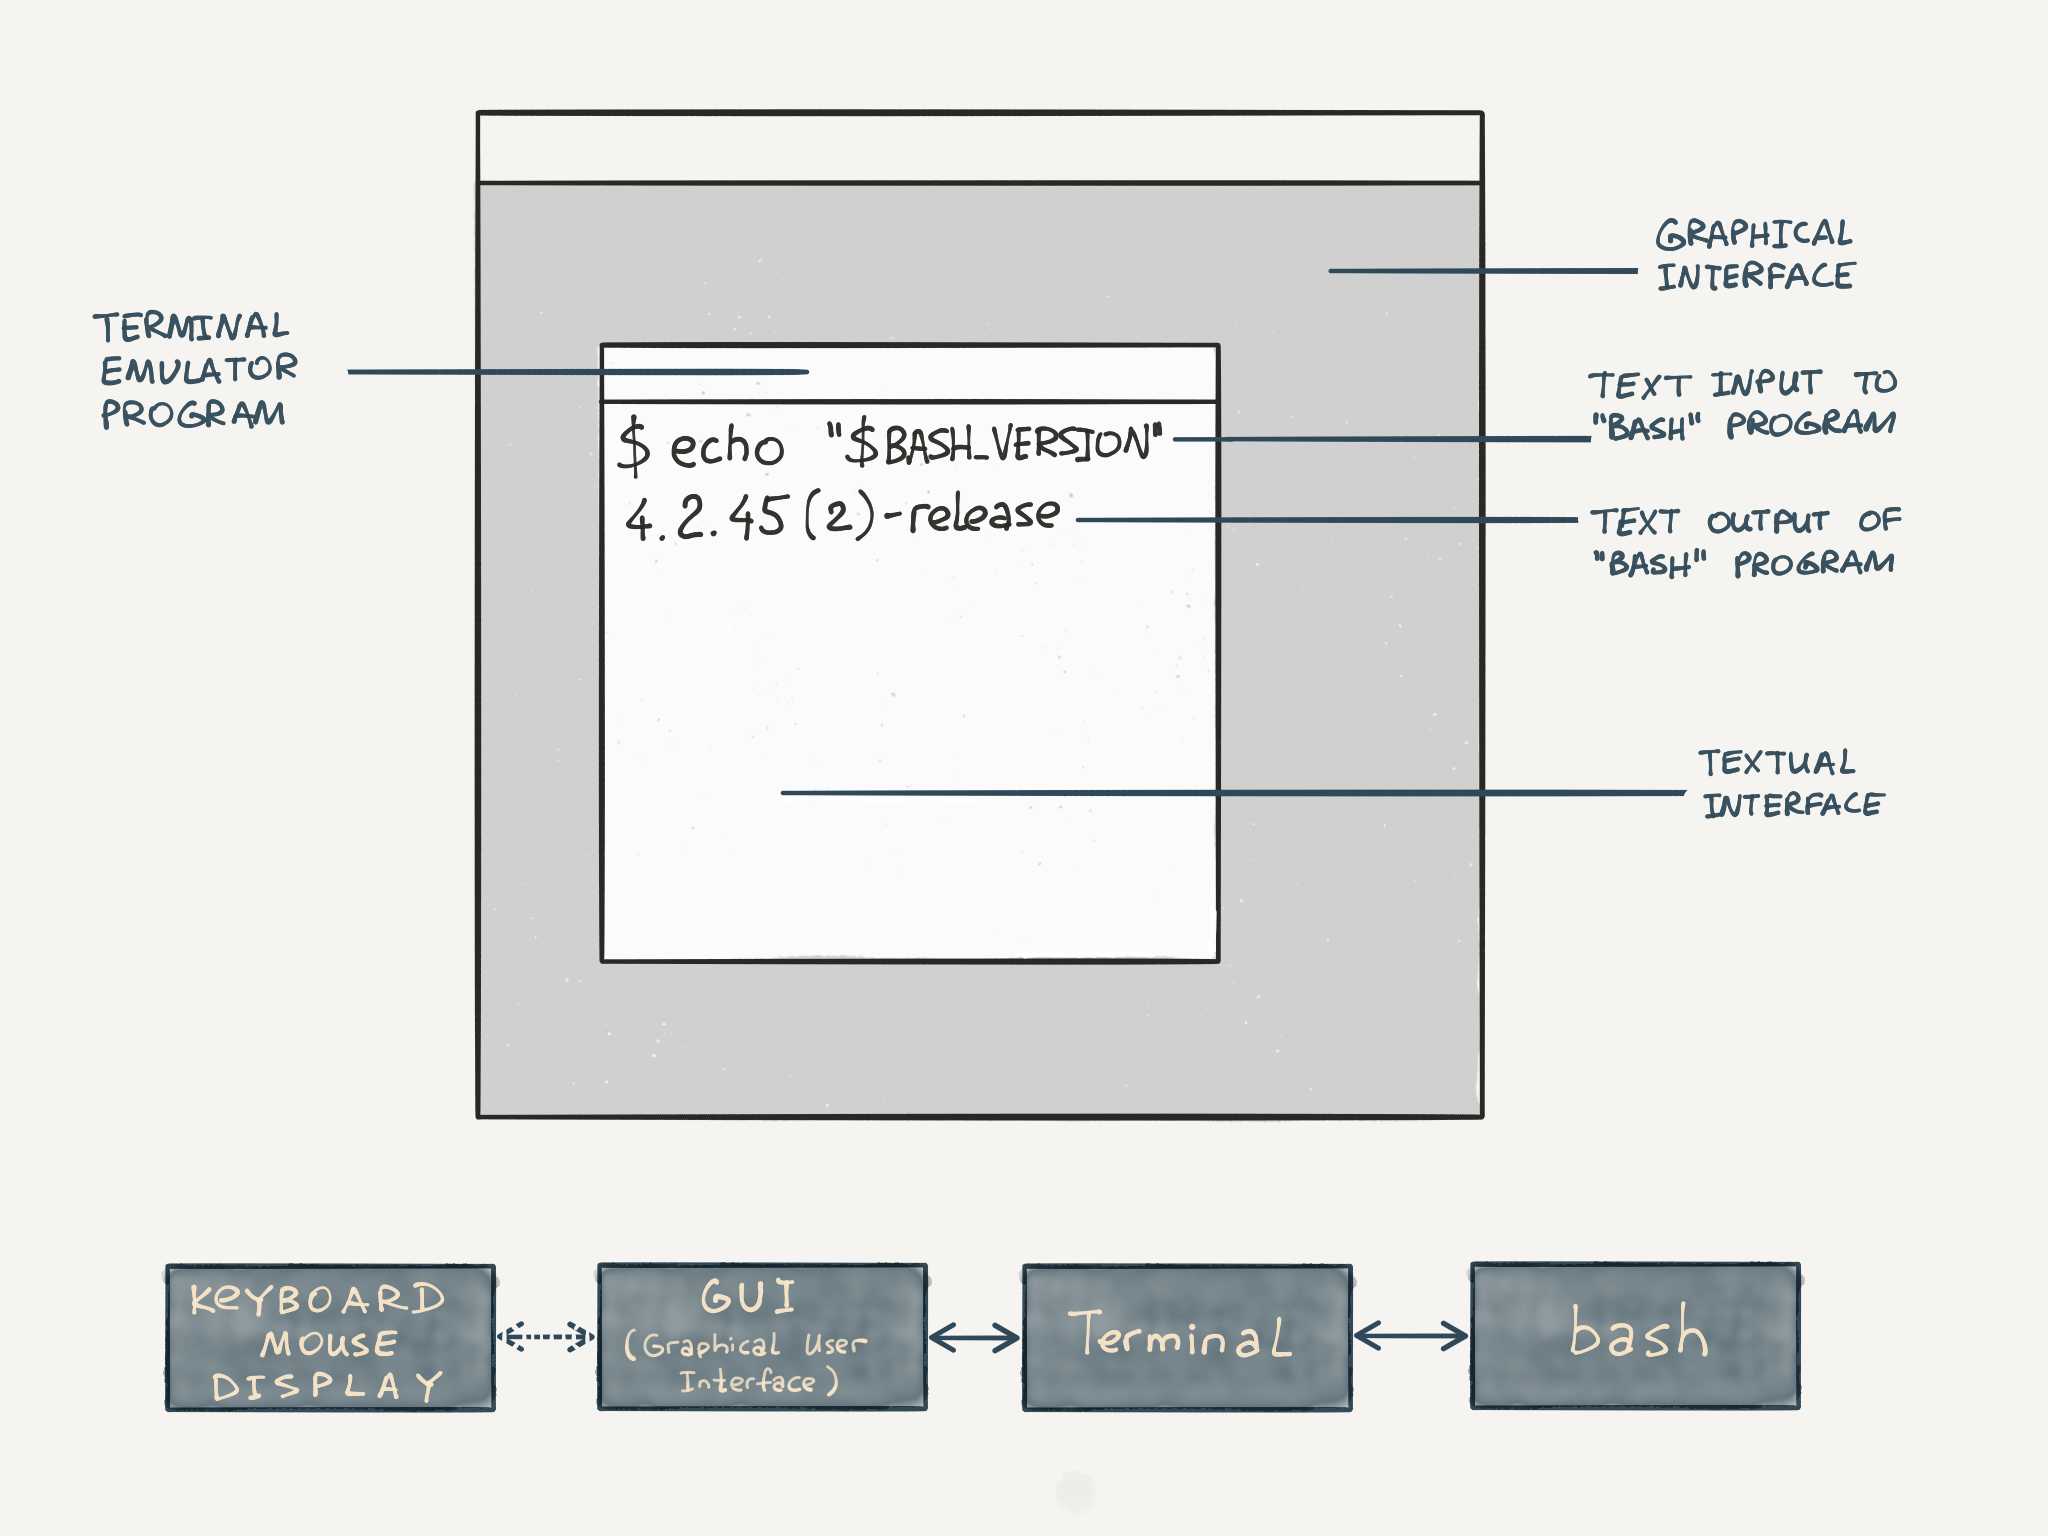 GRAPHICAL
INTERFACE
TERMINAL
EMULATOR
PROGRAM
$ echo "$BASH_VERSION"
4.2.45(2)-release
TEXT INPUT TO
"BASH" PROGRAM
TEXT OUTPUT OF
"BASH" PROGRAM
TEXTUAL
INTERFACE
KEYBOARD
MOUSE
DISPLAY
GUI
(Graphical User
Interface)
Terminal
bash